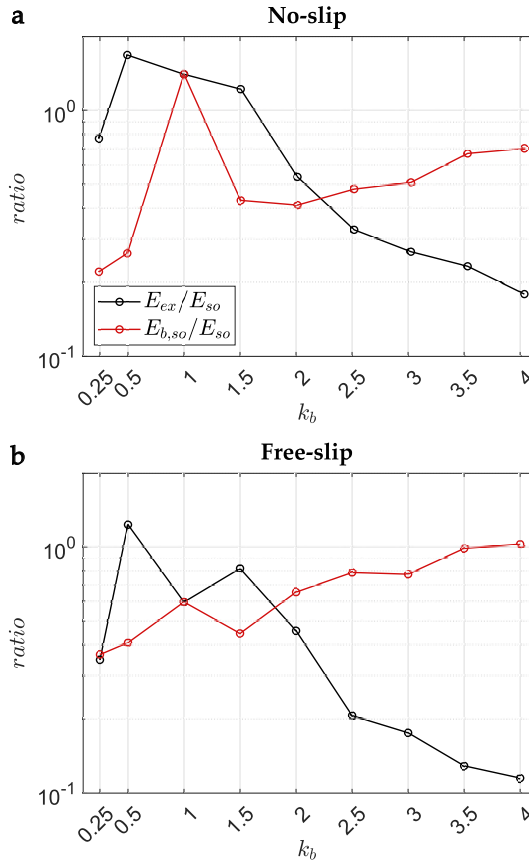 a
No-slip
10^0
10^-1
ratio
E_ex/E_so
E_b,so/E_so
0.25 0.5 1 1.5 2 2.5 3 3.5 4
k_b
b
Free-slip
10^0
10^-1
ratio
0.25 0.5 1 1.5 2 2.5 3 3.5 4
k_b